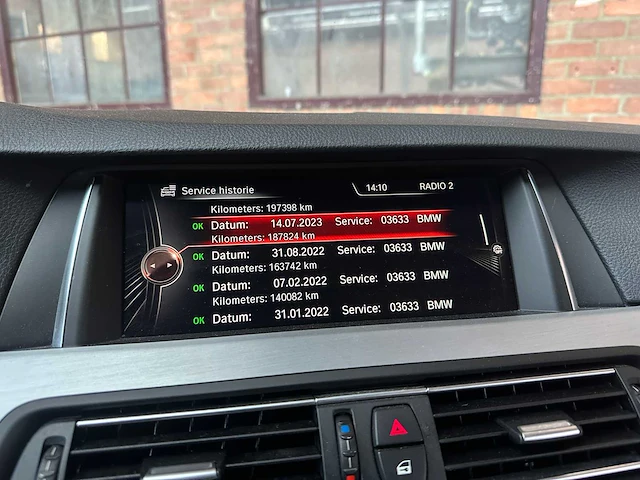 Service historie 14:10 RADIO 2
Kilometers: 197398 km
OK Datum: 14.07.2023 Service: 03633 BMW
Kilometers: 187824 km
OK Datum: 31.08.2022 Service: 03633 BMW
Kilometers: 163742 km
OK Datum: 07.02.2022 Service: 03633 BMW
Kilometers: 140082 km
OK Datum: 31.01.2022 Service: 03633 BMW